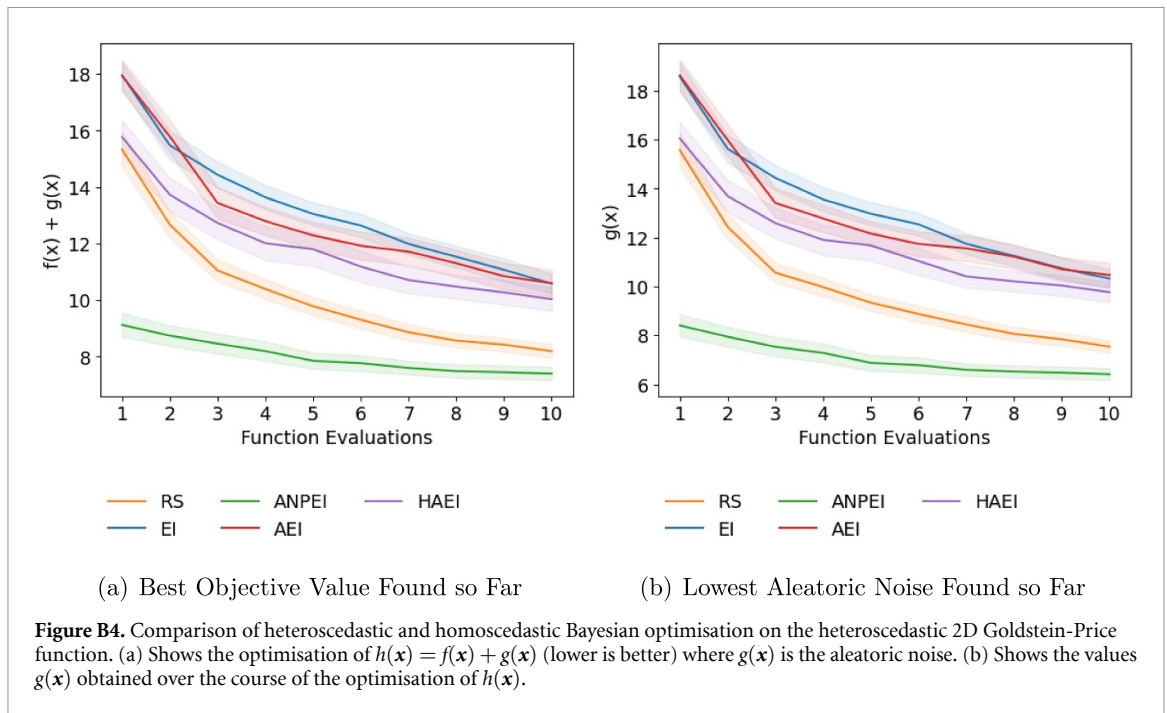 f(x) + g(x)
18
16
14
12
10
8
1 2 3 4 5 6 7 8 9 10
Function Evaluations
RS ANPEI HAEI
EI AEI
(a) Best Objective Value Found so Far
g(x)
18
16
14
12
10
8
6
1 2 3 4 5 6 7 8 9 10
Function Evaluations
RS ANPEI HAEI
EI AEI
(b) Lowest Aleatoric Noise Found so Far
Figure B4. Comparison of heteroscedastic and homoscedastic Bayesian optimisation on the heteroscedastic 2D Goldstein-Price
function. (a) Shows the optimisation of h(x) = f(x) + g(x) (lower is better) where g(x) is the aleatoric noise. (b) Shows the values
g(x) obtained over the course of the optimisation of h(x).